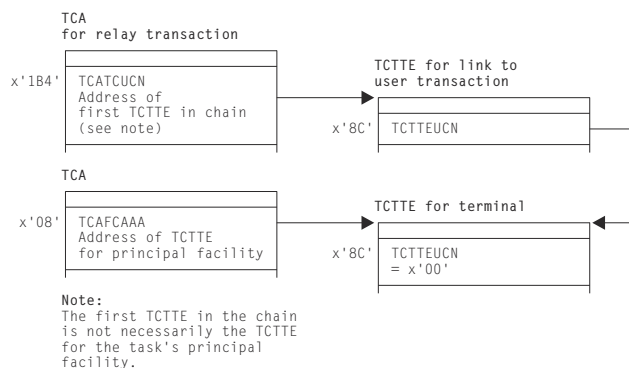 TCA
for relay transaction
TCTTE for link to
user transaction
x'1B4'
TCATCUCN
Address of
first TCTTE in chain
(see note)
x'8C'
TCTTEUCN
TCA
TCTTE for terminal
x'08'
TCAFCAAA
Address of TCTTE
for principal facility
x'8C'
TCTTEUCN
= x'00'
Note:
The first TCTTE in the chain
is not necessarily the TCTTE
for the task's principal
facility.